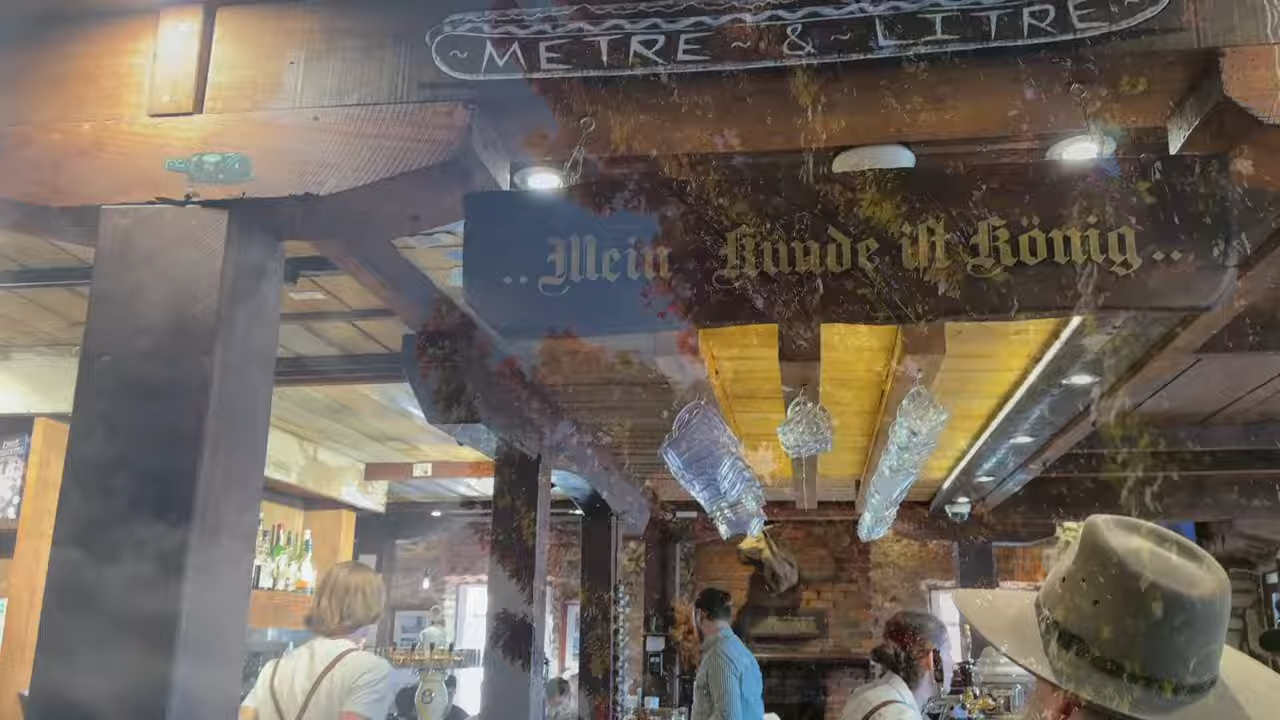 ~ METRE ~ & ~ LITRE ~
..Mein Kunde ist König..